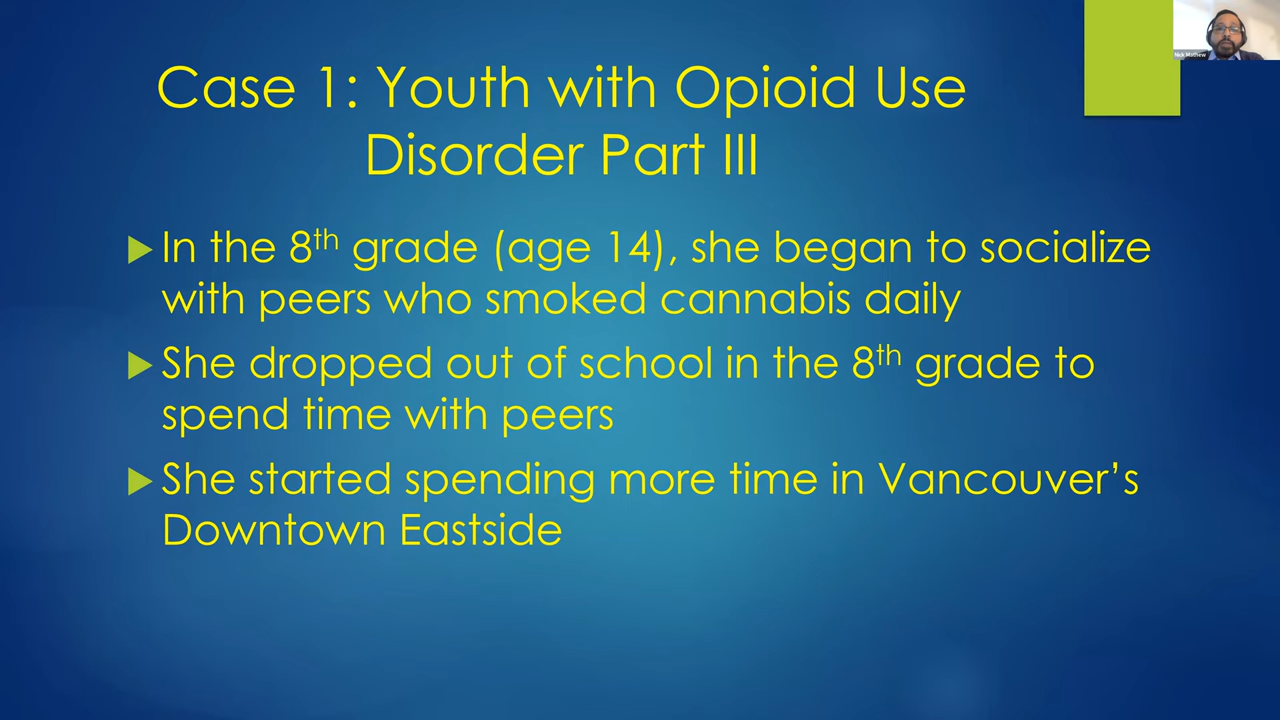 Case 1: Youth with Opioid Use
Disorder Part III
In the 8th grade (age 14), she began to socialize
with peers who smoked cannabis daily
She dropped out of school in the 8th grade to
spend time with peers
She started spending more time in Vancouver's
Downtown Eastside
Nick Mathew